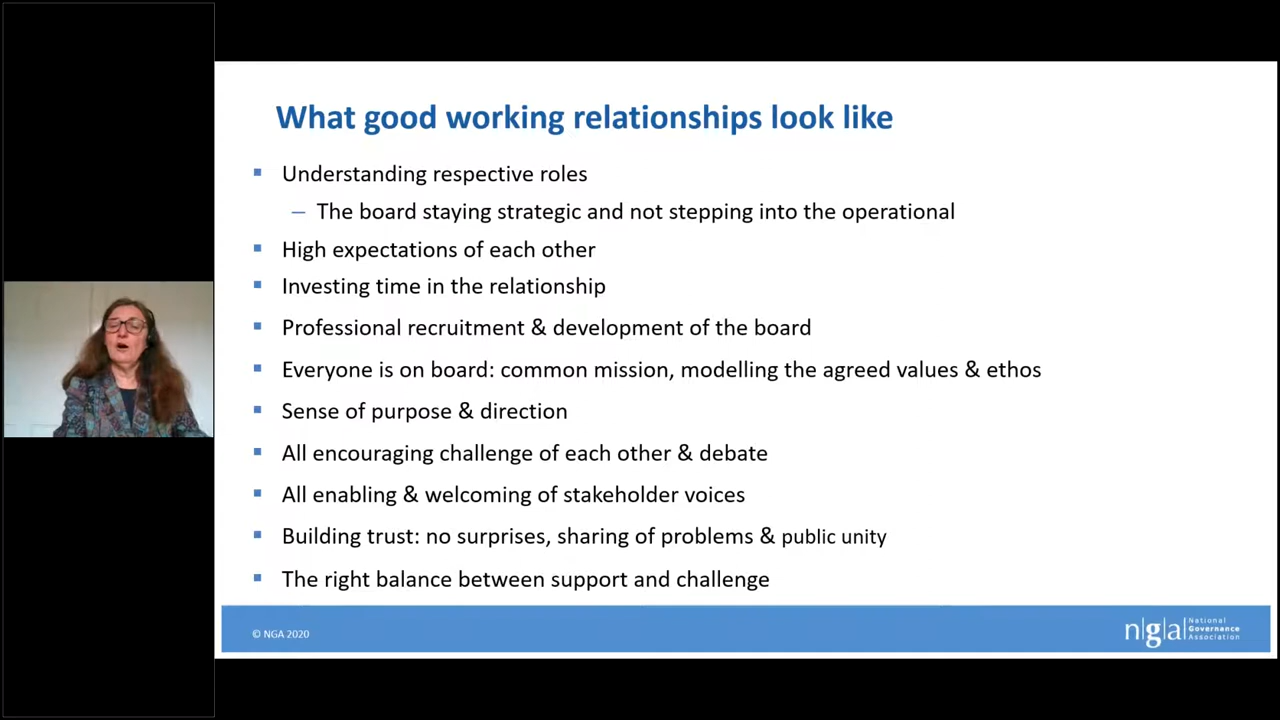 What good working relationships look like
▪ Understanding respective roles
– The board staying strategic and not stepping into the operational
▪ High expectations of each other
▪ Investing time in the relationship
▪ Professional recruitment & development of the board
▪ Everyone is on board: common mission, modelling the agreed values & ethos
▪ Sense of purpose & direction
▪ All encouraging challenge of each other & debate
▪ All enabling & welcoming of stakeholder voices
▪ Building trust: no surprises, sharing of problems & public unity
▪ The right balance between support and challenge
© NGA 2020
n|g|a|
National
Governance
Association